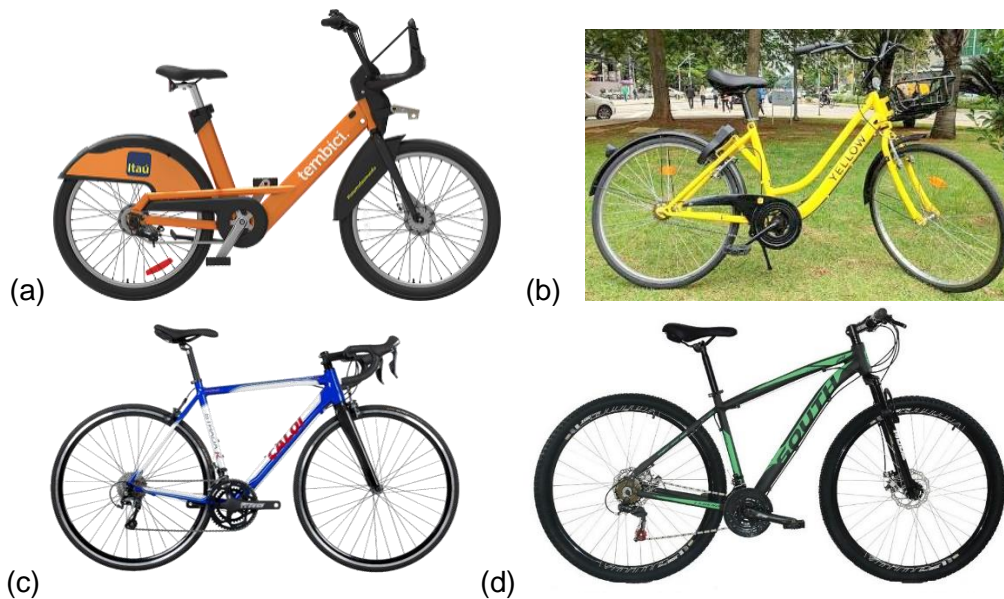 Itaú
tembici.
YELLOW
(a)
(b)
CALOI
SOUTH
(c)
(d)